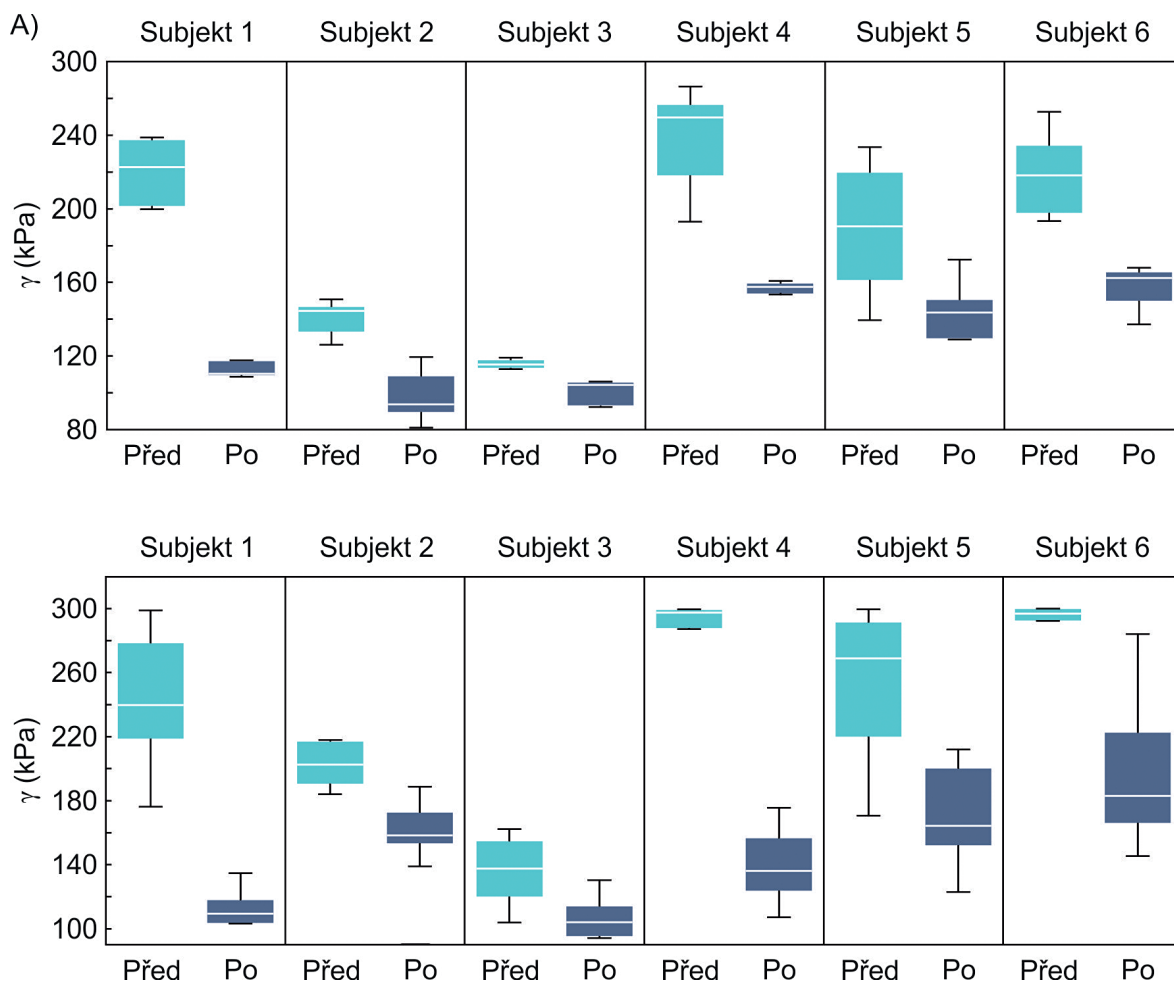 A)
Subjekt 1 Subjekt 2 Subjekt 3 Subjekt 4 Subjekt 5 Subjekt 6
300
240
200
160
120
80
γ (kPa)
Před Po Před Po Před Po Před Po Před Po Před Po
Subjekt 1 Subjekt 2 Subjekt 3 Subjekt 4 Subjekt 5 Subjekt 6
300
260
220
180
140
100
γ (kPa)
Před Po Před Po Před Po Před Po Před Po Před Po